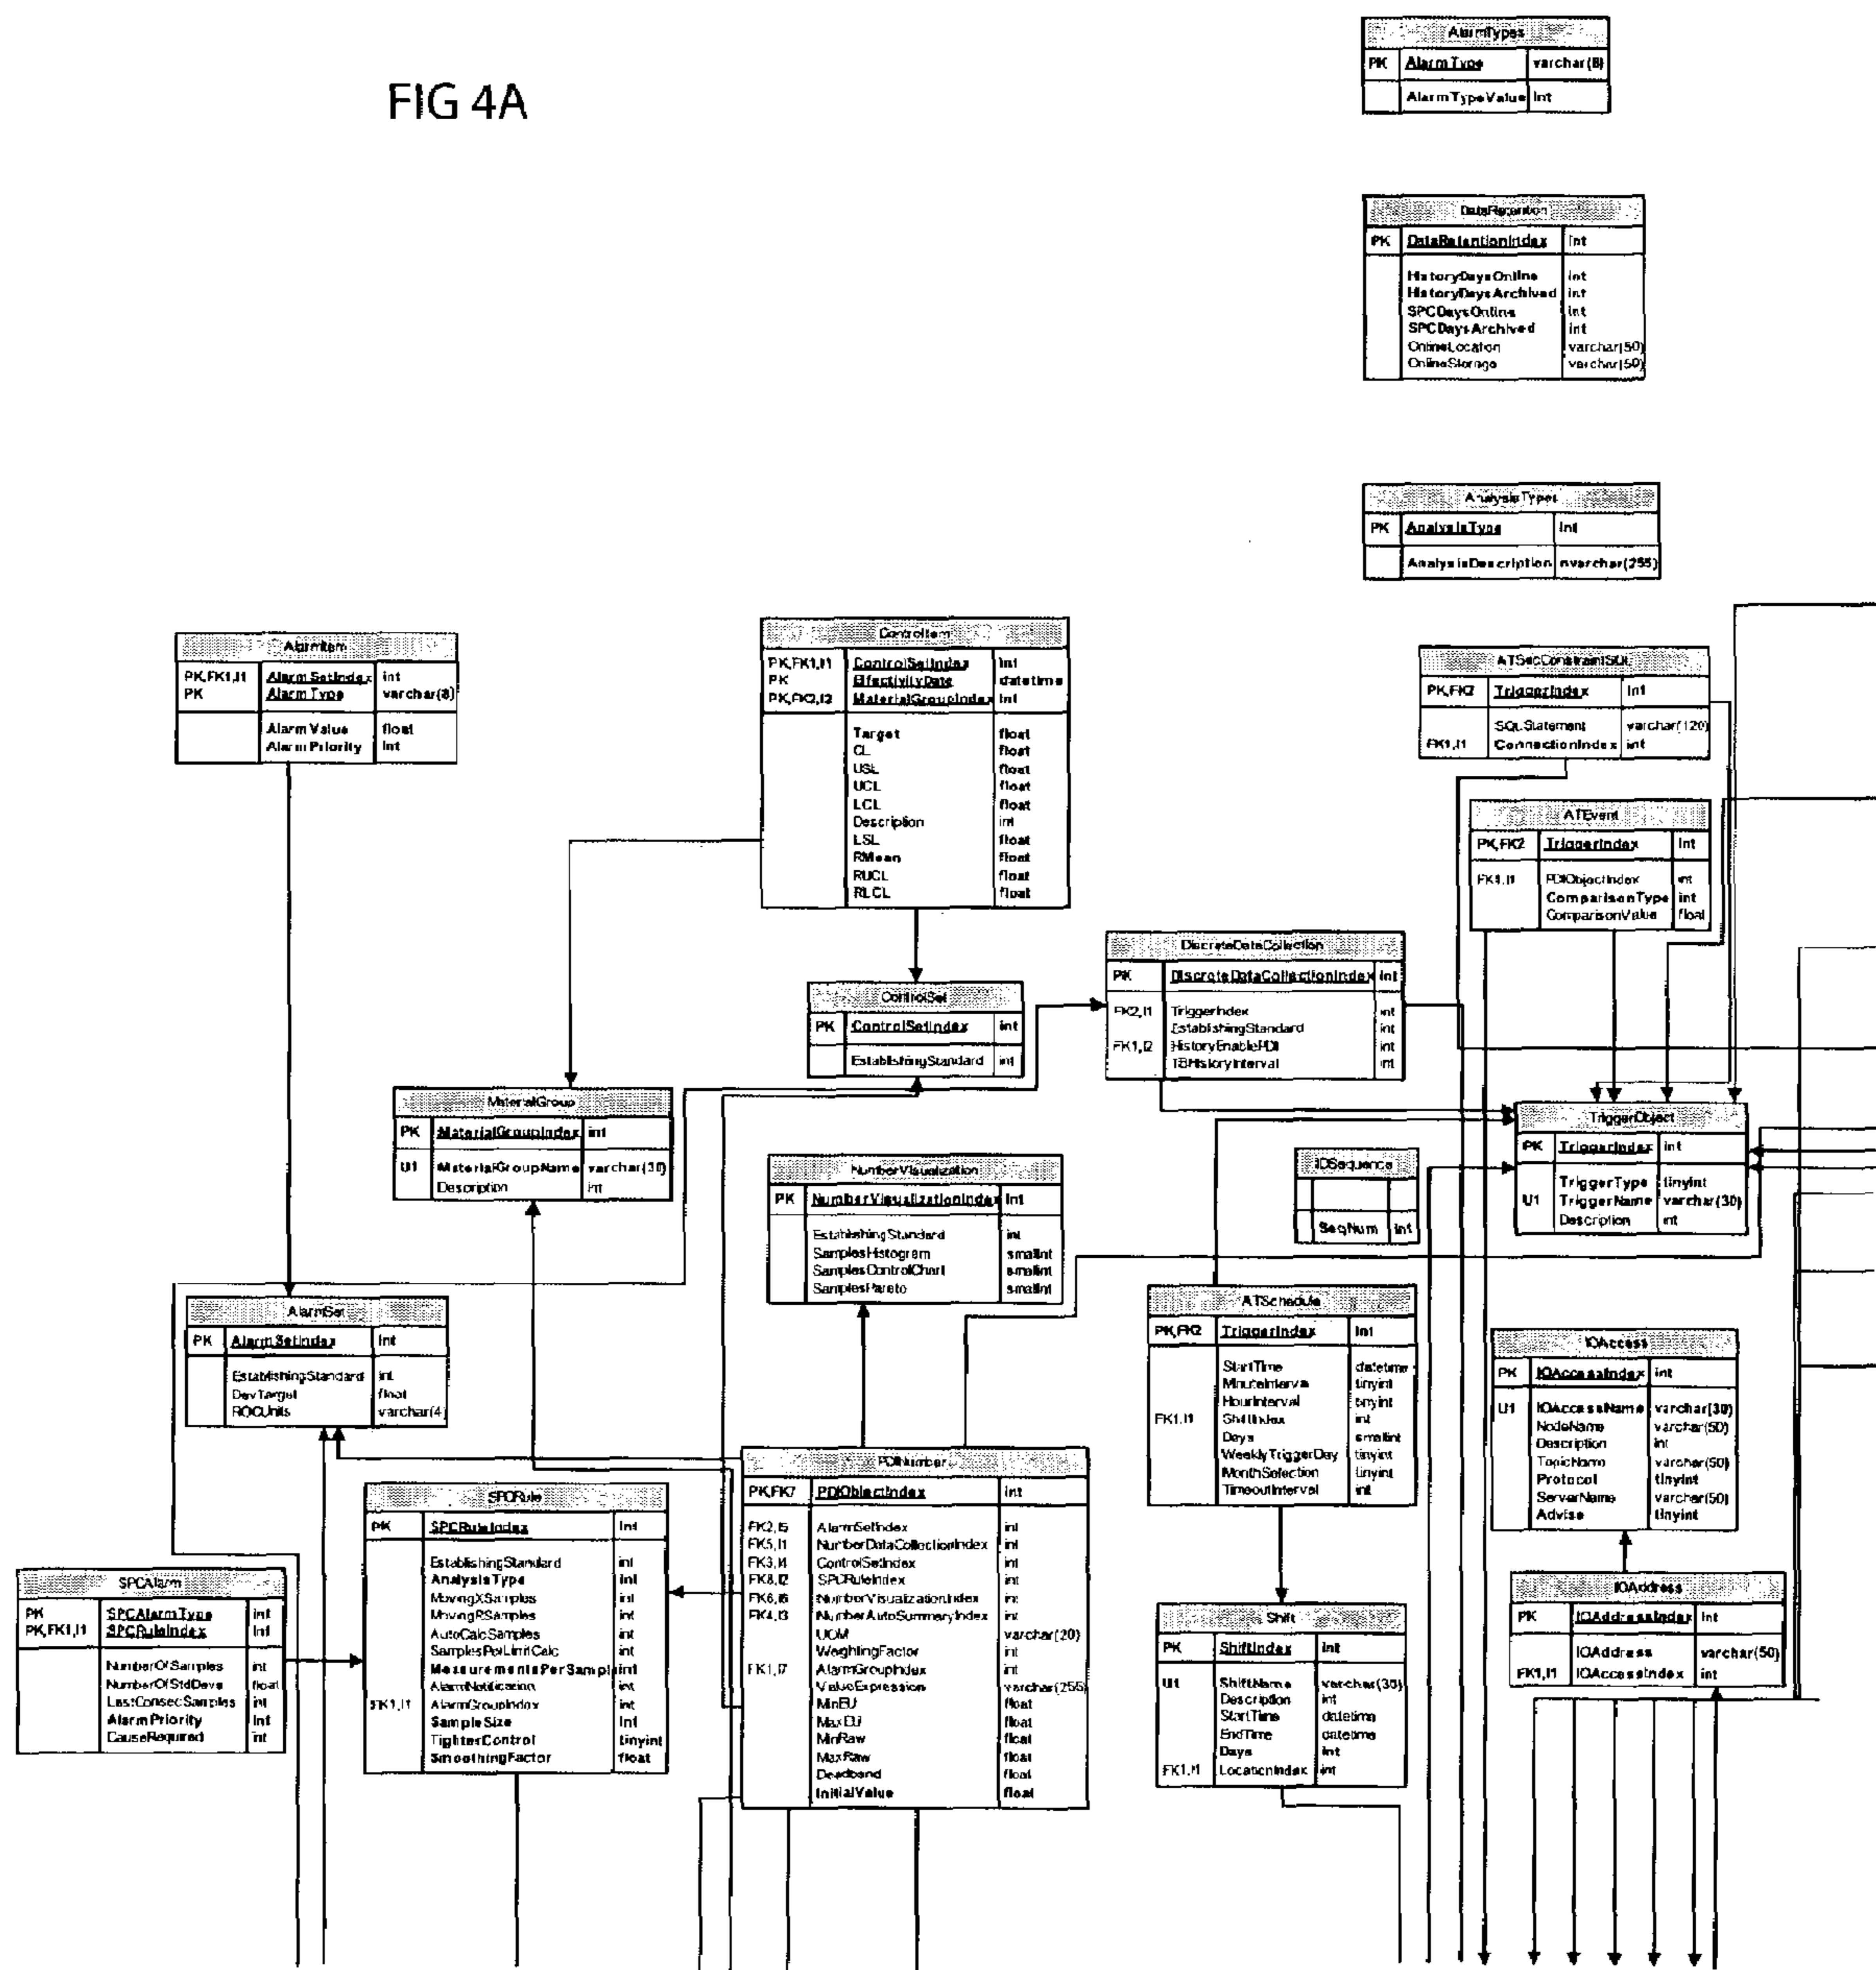 FIG 4A
AlarmTypes
PK AlarmType varchar(8)
AlarmTypeValue int
DataRetention
PK DataRetentionIndex int
HistoryDaysOnline int
HistoryDaysArchived int
SPCDaysOnline int
SPCDaysArchived int
OnlineLocation varchar(50)
OnlineStorage varchar(50)
AnalysisTypes
PK AnalysisType int
AnalysisDescription nvarchar(255)
AlarmItem
PK,FK1,I1 AlarmSetIndex int
PK AlarmType varchar(8)
AlarmValue float
AlarmPriority int
ControlItem
PK,FK1,I1 ControlSetIndex int
PK EffectivityDate datetime
PK,FK2,I2 MaterialGroupIndex int
Target float
CL float
USL float
UCL float
LCL float
Description int
LSL float
RMean float
RUCL float
RLCL float
ATSecConstraintSQL
PK,FK2 TriggerIndex int
SQLStatement varchar(120)
FK1,I1 ConnectionIndex int
ATEvent
PK,FK2 TriggerIndex int
FK1,I1 PDIObjectIndex int
ComparisonType int
ComparisonValue float
DiscreteDataCollection
PK DiscreteDataCollectionIndex int
FK2,I1 TriggerIndex int
EstablishingStandard int
FK1,I2 HistoryEnablePDI int
TBHistoryInterval int
ControlSet
PK ControlSetIndex int
EstablishingStandard int
MaterialGroup
PK MaterialGroupIndex int
U1 MaterialGroupName varchar(30)
Description int
TriggerObject
PK TriggerIndex int
TriggerType tinyint
U1 TriggerName varchar(30)
Description int
NumberVisualization
PK NumberVisualizationIndex int
EstablishingStandard int
SamplesHistogram smallint
SamplesControlChart smallint
SamplesPareto smallint
IDSequence
SeqNum int
AlarmSet
PK AlarmSetIndex int
EstablishingStandard int
DevTarget float
ROCUnits varchar(4)
ATSchedule
PK,FK2 TriggerIndex int
StartTime datetime
MinuteInterval tinyint
HourInterval tinyint
FK1,I1 ShiftIndex int
Days smallint
WeeklyTriggerDay tinyint
MonthSelection tinyint
TimeoutInterval int
IOAccess
PK IOAccessIndex int
U1 IOAccessName varchar(30)
NodeName varchar(50)
Description int
TopicName varchar(50)
Protocol tinyint
ServerName varchar(50)
Advise tinyint
PDINumber
PK,FK7 PDIObjectIndex int
FK2,I5 AlarmSetIndex int
FK5,I1 NumberDataCollectionIndex int
FK3,I4 ControlSetIndex int
FK8,I2 SPCRuleIndex int
FK6,I6 NumberVisualizationIndex int
FK4,I3 NumberAutoSummaryIndex int
UOM varchar(20)
WeightingFactor int
FK1,I7 AlarmGroupIndex int
ValueExpression varchar(255)
MinEU float
MaxEU float
MinRaw float
MaxRaw float
Deadband float
InitialValue float
SPCRule
PK SPCRuleIndex int
EstablishingStandard int
AnalysisType int
MovingXSamples int
MovingRSamples int
AutoCalcSamples int
SamplesPerLimitCalc int
MeasurementsPerSampl int
AlarmNotification int
FK1,I1 AlarmGroupIndex int
SampleSize int
TighterControl tinyint
SmoothingFactor float
SPCAlarm
PK SPCAlarmType int
PK,FK1,I1 SPCRuleIndex int
NumberOfSamples int
NumberOfStdDevs float
LastConsecSamples int
AlarmPriority int
CauseRequired int
Shift
PK ShiftIndex int
U1 ShiftName varchar(30)
Description int
StartTime datetime
EndTime datetime
Days int
FK1,I1 LocationIndex int
IOAddress
PK IOAddressIndex int
IOAddress varchar(50)
FK1,I1 IOAccessIndex int